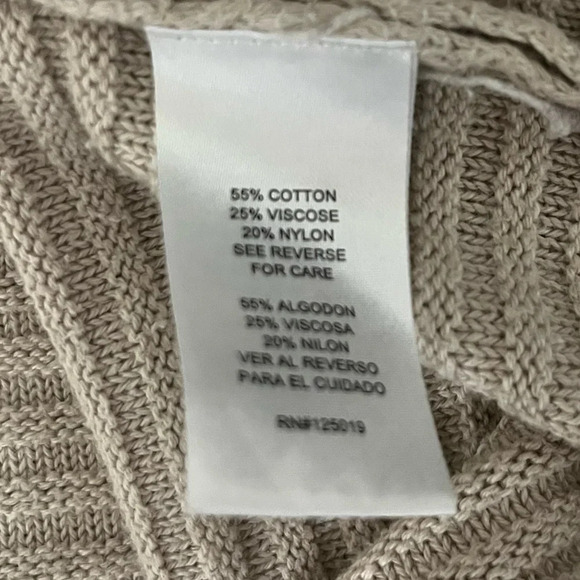 55% COTTON
25% VISCOSE
20% NYLON
SEE REVERSE
FOR CARE
55% ALGODON
25% VISCOSA
20% NILON
VER AL REVERSO
PARA EL CUIDADO
RN#125019